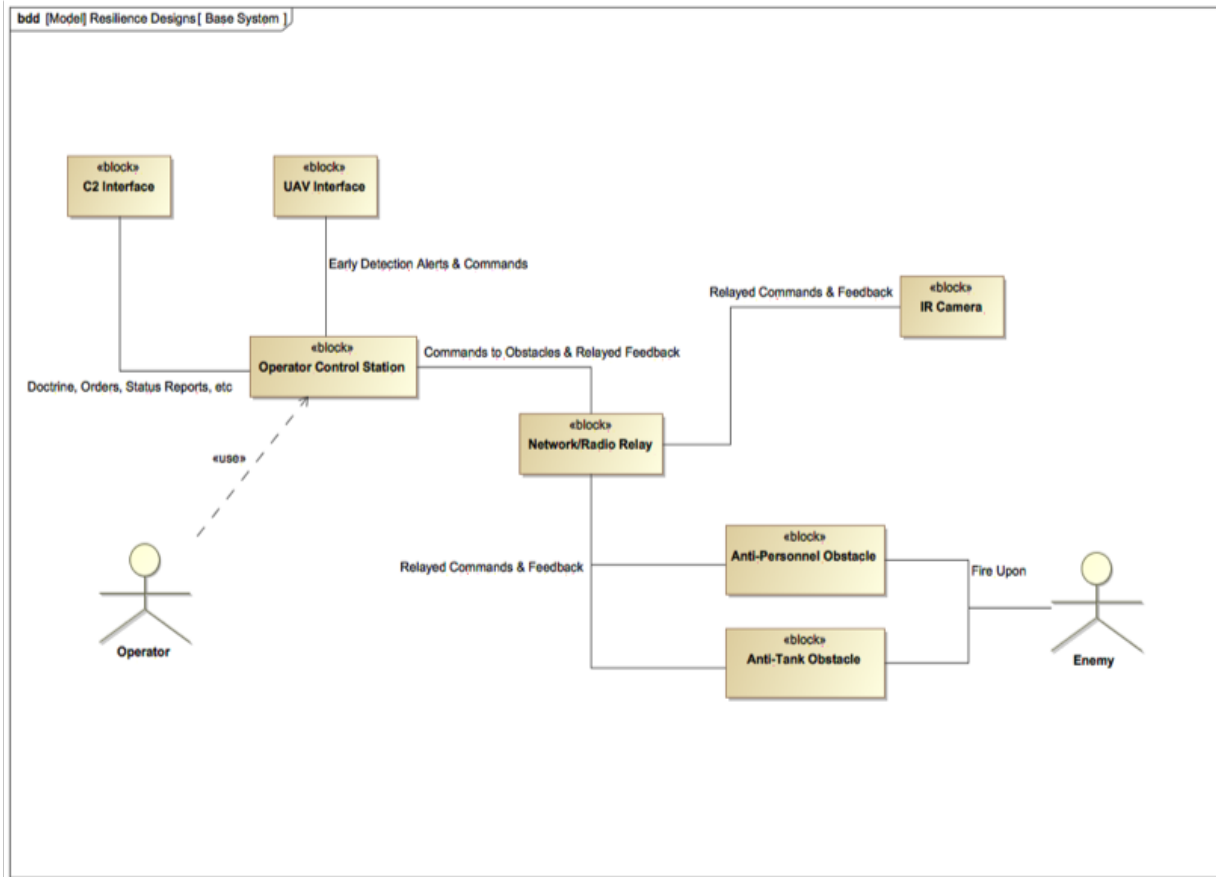 bdd [Model] Resilience Designs[ Base System ]
«block»
C2 Interface
«block»
UAV Interface
Early Detection Alerts & Commands
Relayed Commands & Feedback
«block»
IR Camera
«block»
Operator Control Station
Commands to Obstacles & Relayed Feedback
Doctrine, Orders, Status Reports, etc
«block»
Network/Radio Relay
«use»
«block»
Anti-Personnel Obstacle
Relayed Commands & Feedback
Fire Upon
«block»
Anti-Tank Obstacle
Operator
Enemy